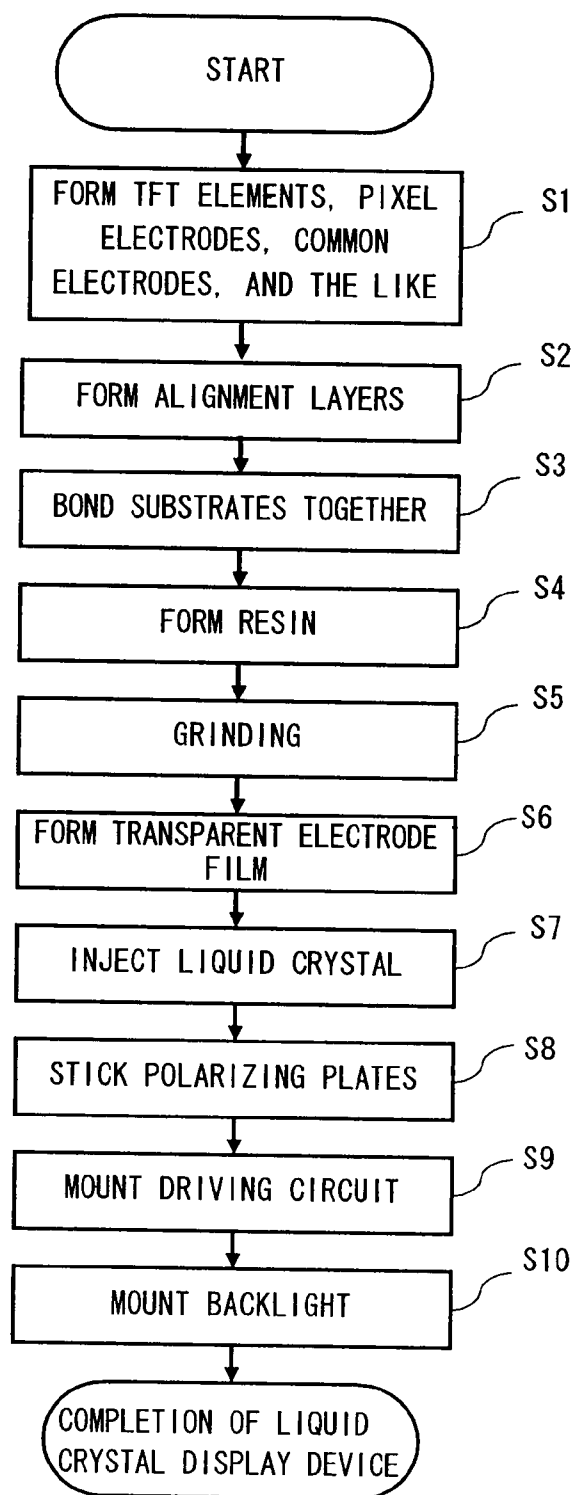 START
FORM TFT ELEMENTS, PIXEL
ELECTRODES, COMMON
ELECTRODES, AND THE LIKE
S1
FORM ALIGNMENT LAYERS
S2
BOND SUBSTRATES TOGETHER
S3
FORM RESIN
S4
GRINDING
S5
FORM TRANSPARENT ELECTRODE
FILM
S6
INJECT LIQUID CRYSTAL
S7
STICK POLARIZING PLATES
S8
MOUNT DRIVING CIRCUIT
S9
MOUNT BACKLIGHT
S10
COMPLETION OF LIQUID
CRYSTAL DISPLAY DEVICE